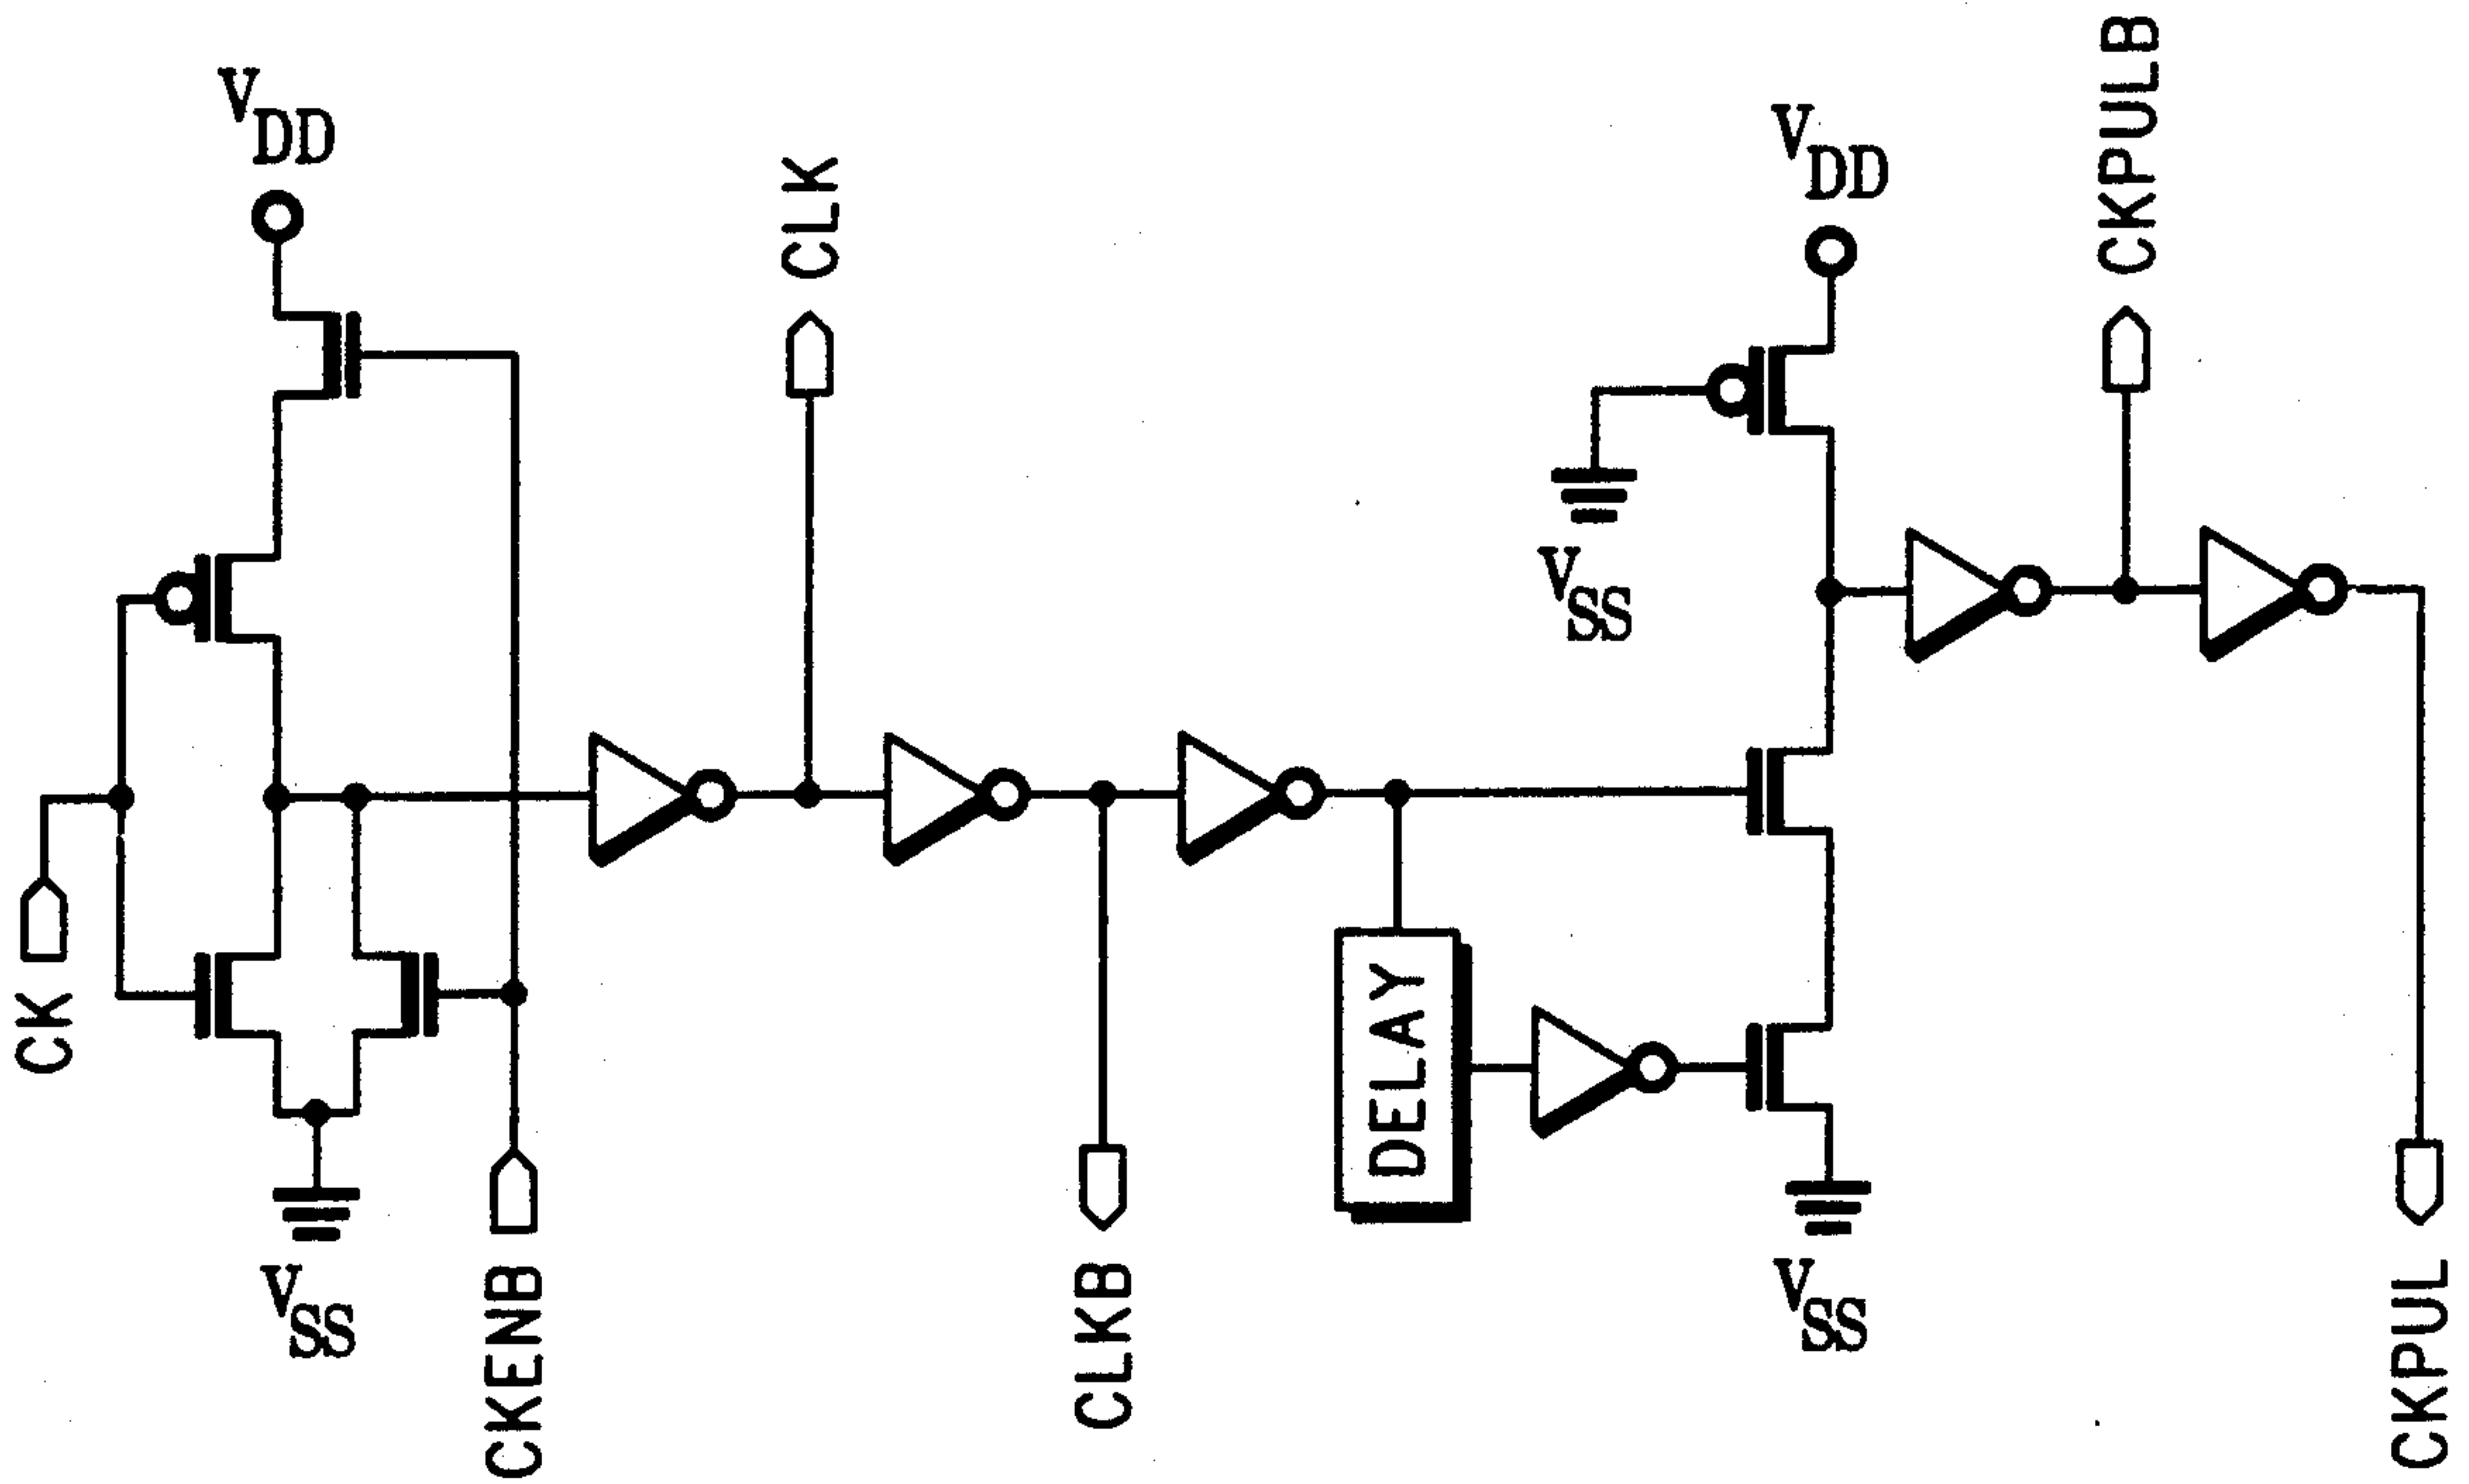 VDD
CLK
VDD
CKPULB
VSS
CK
DELAY
VSS
CKENB
CLKB
VSS
CKPUL